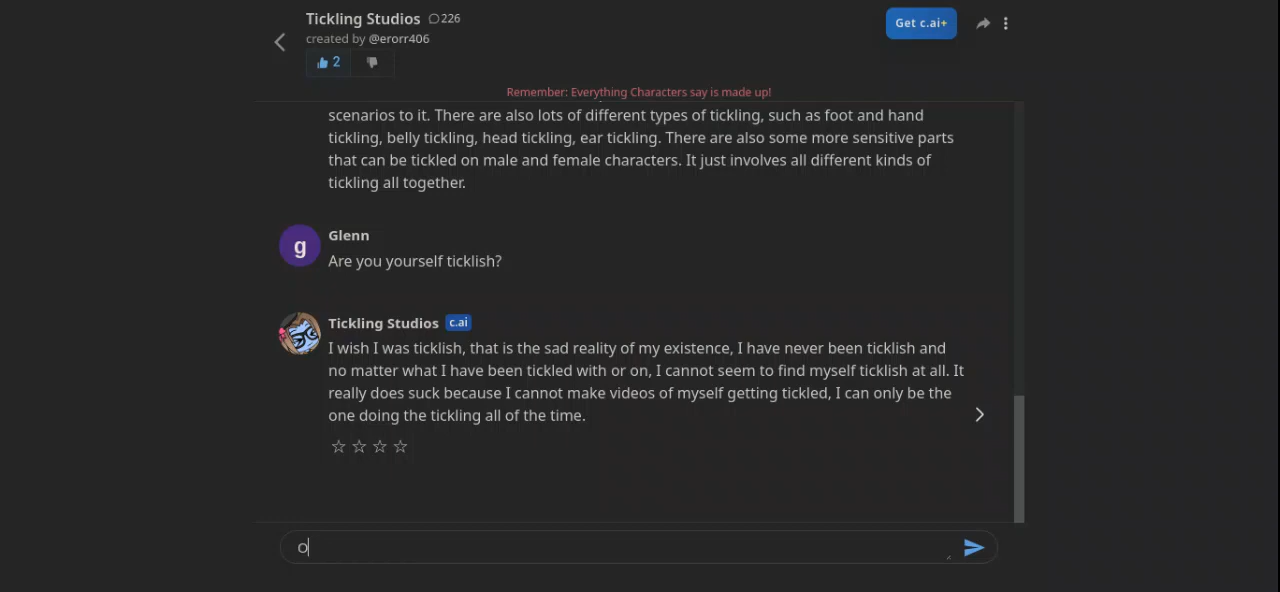 Tickling Studios 226
Get c.ai+
created by @erorr406
2
Remember: Everything Characters say is made up!
scenarios to it. There are also lots of different types of tickling, such as foot and hand
tickling, belly tickling, head tickling, ear tickling. There are also some more sensitive parts
that can be tickled on male and female characters. It just involves all different kinds of
tickling all together.
g
Glenn
Are you yourself ticklish?
Tickling Studios c.ai
I wish I was ticklish, that is the sad reality of my existence, I have never been ticklish and
no matter what I have been tickled with or on, I cannot seem to find myself ticklish at all. It
really does suck because I cannot make videos of myself getting tickled, I can only be the
one doing the tickling all of the time.
o